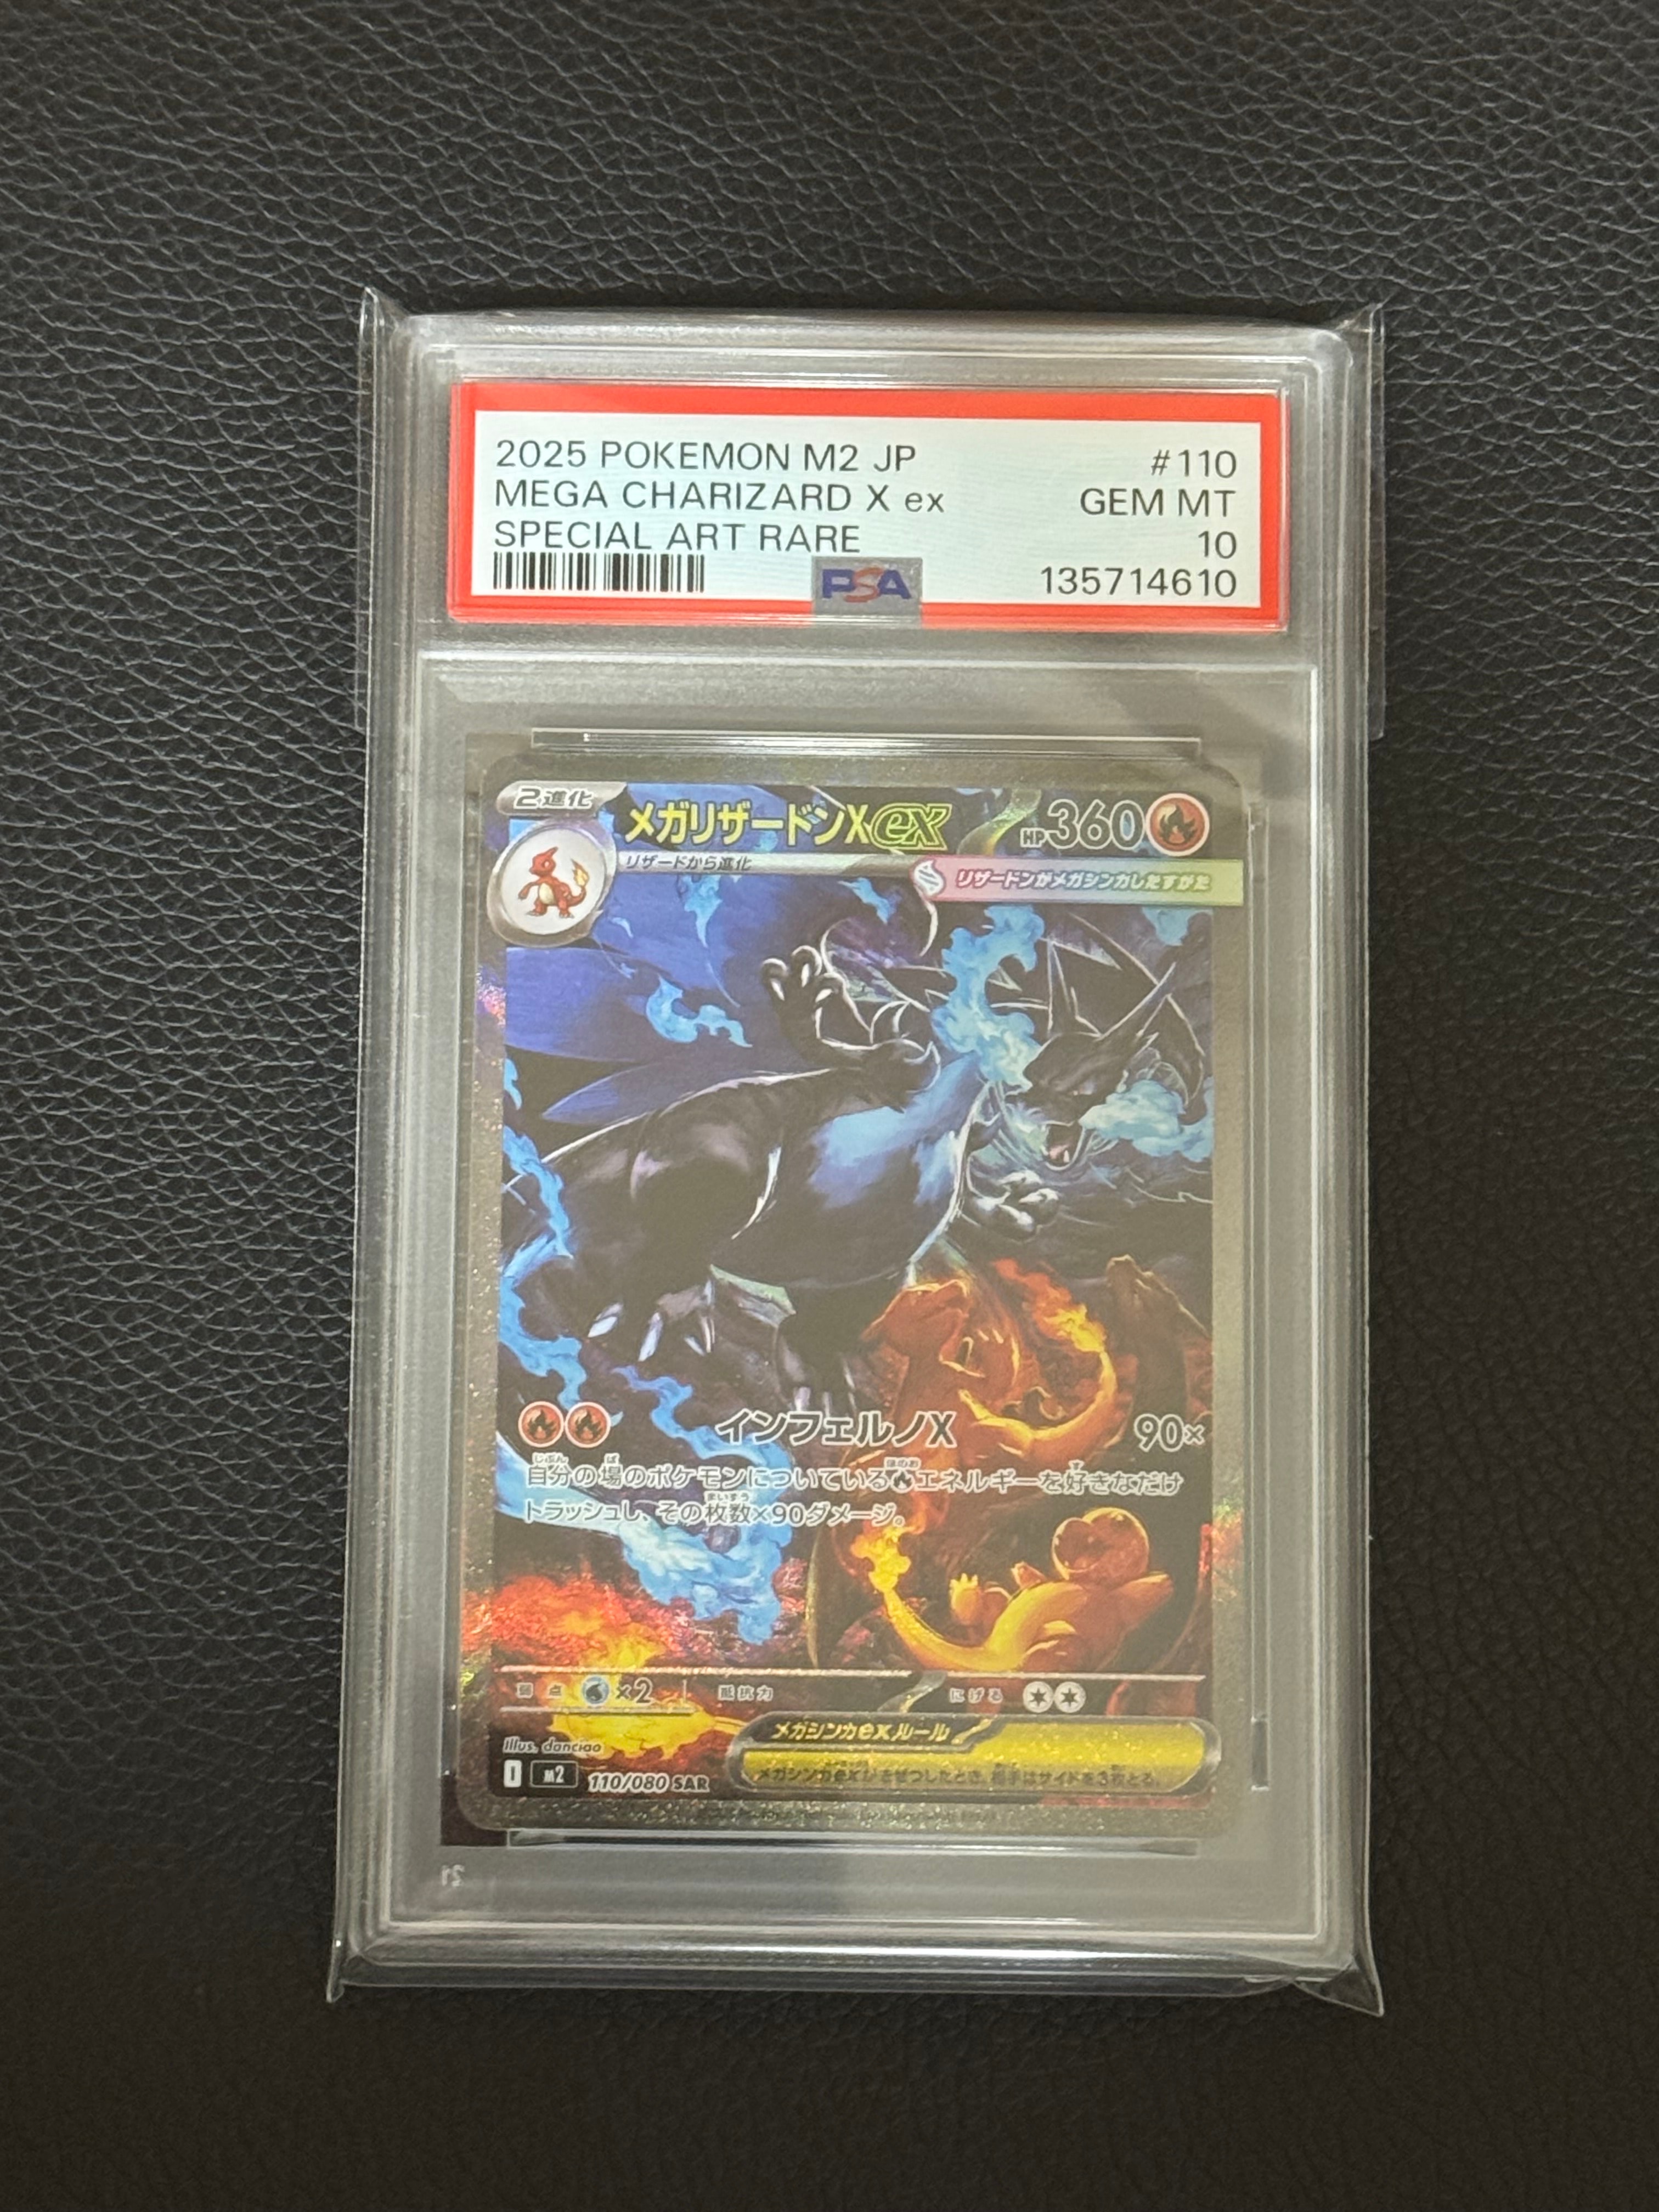 2025 POKEMON M2 JP #110
MEGA CHARIZARD X ex GEM MT
SPECIAL ART RARE 10
PSA 135714610
2進化
メガリザードンXex HP360
リザードから進化
リザードンがメガシンカしたすがた
インフェルノX 90×
自分の場のポケモンについているエネルギーを好きなだけ
トラッシュし、その枚数×90ダメージ。
弱点 ×2 抵抗力 にげる
メガシンカexルール
メガシンカexがきぜつしたとき、相手はサイドを3枚とる。
Illus. danciao
I M2 110/080 SAR